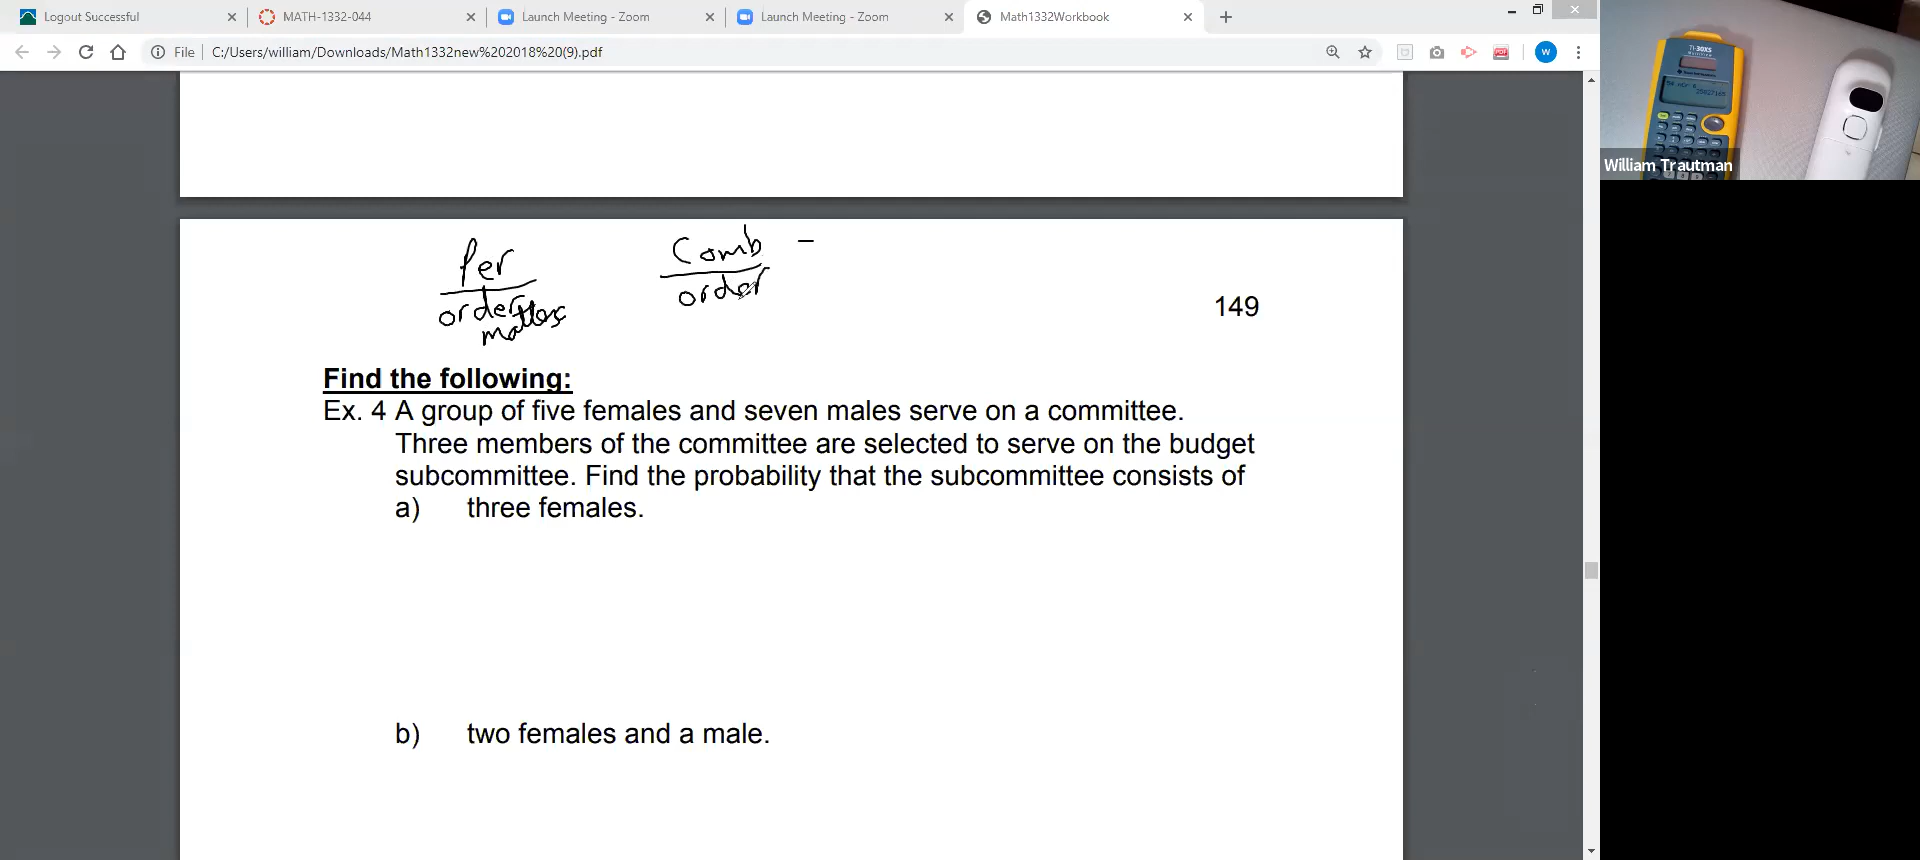 Logout Successful
MATH-1332-044
Launch Meeting - Zoom
Launch Meeting - Zoom
Math1332Workbook
File
C:/Users/william/Downloads/Math1332new%202018%20(9).pdf
W
TI-30XS
William Trautman
Per
order matters
Comb -
order
149
Find the following:
Ex. 4 A group of five females and seven males serve on a committee.
Three members of the committee are selected to serve on the budget
subcommittee. Find the probability that the subcommittee consists of
a) three females.
b) two females and a male.